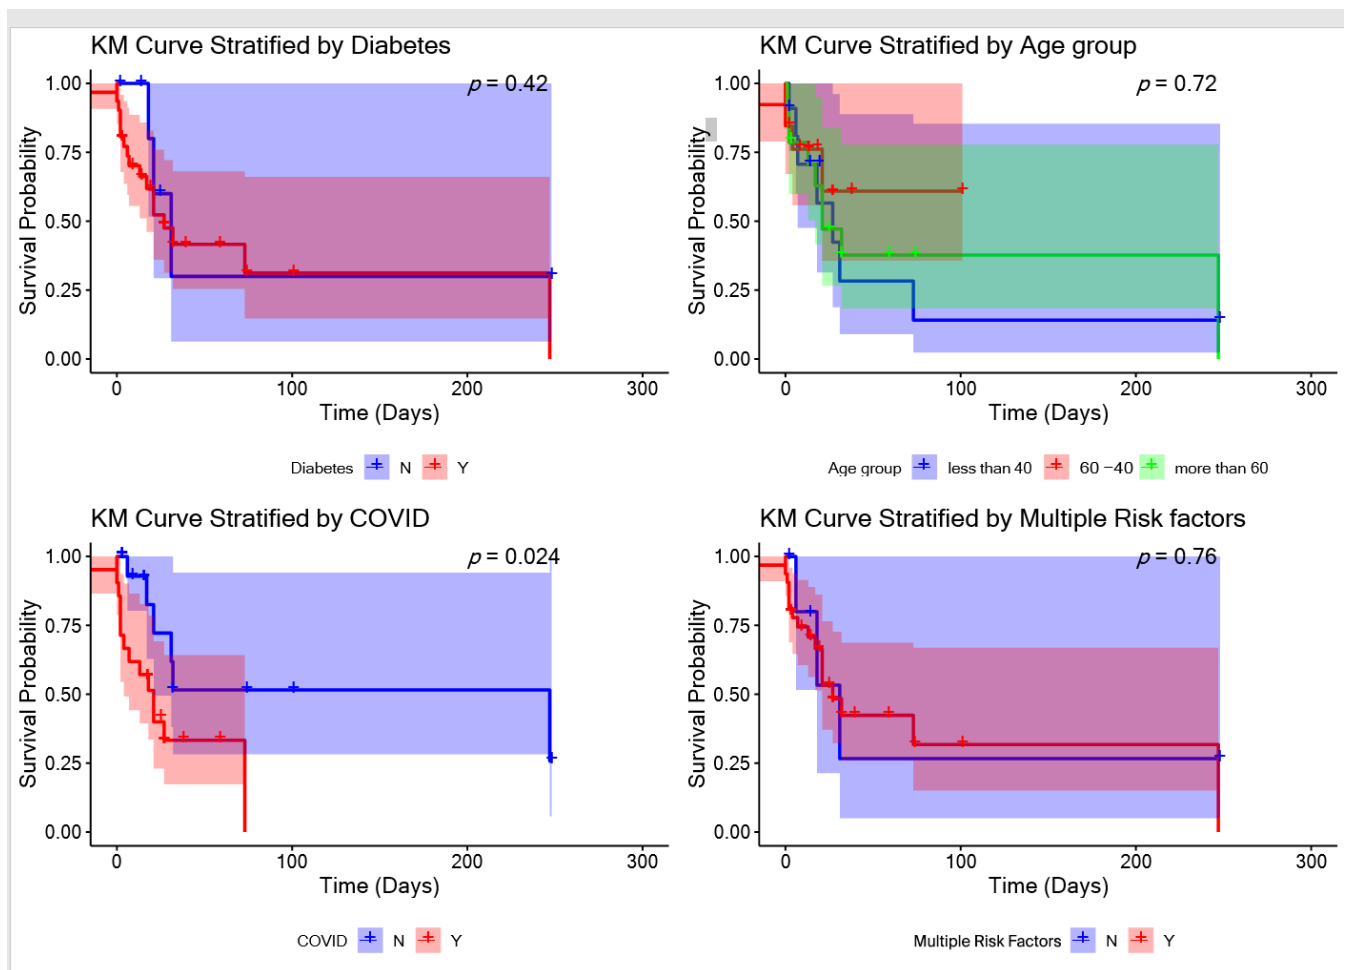 KM Curve Stratified by Diabetes
p = 0.42
Survival Probability
1.00
0.75
0.50
0.25
0.00
0 100 200 300
Time (Days)
Diabetes N Y
KM Curve Stratified by Age group
p = 0.72
Survival Probability
1.00
0.75
0.50
0.25
0.00
0 100 200 300
Time (Days)
Age group less than 40 60 −40 more than 60
KM Curve Stratified by COVID
p = 0.024
Survival Probability
1.00
0.75
0.50
0.25
0.00
0 100 200 300
Time (Days)
COVID N Y
KM Curve Stratified by Multiple Risk factors
p = 0.76
Survival Probability
1.00
0.75
0.50
0.25
0.00
0 100 200 300
Time (Days)
Multiple Risk Factors N Y